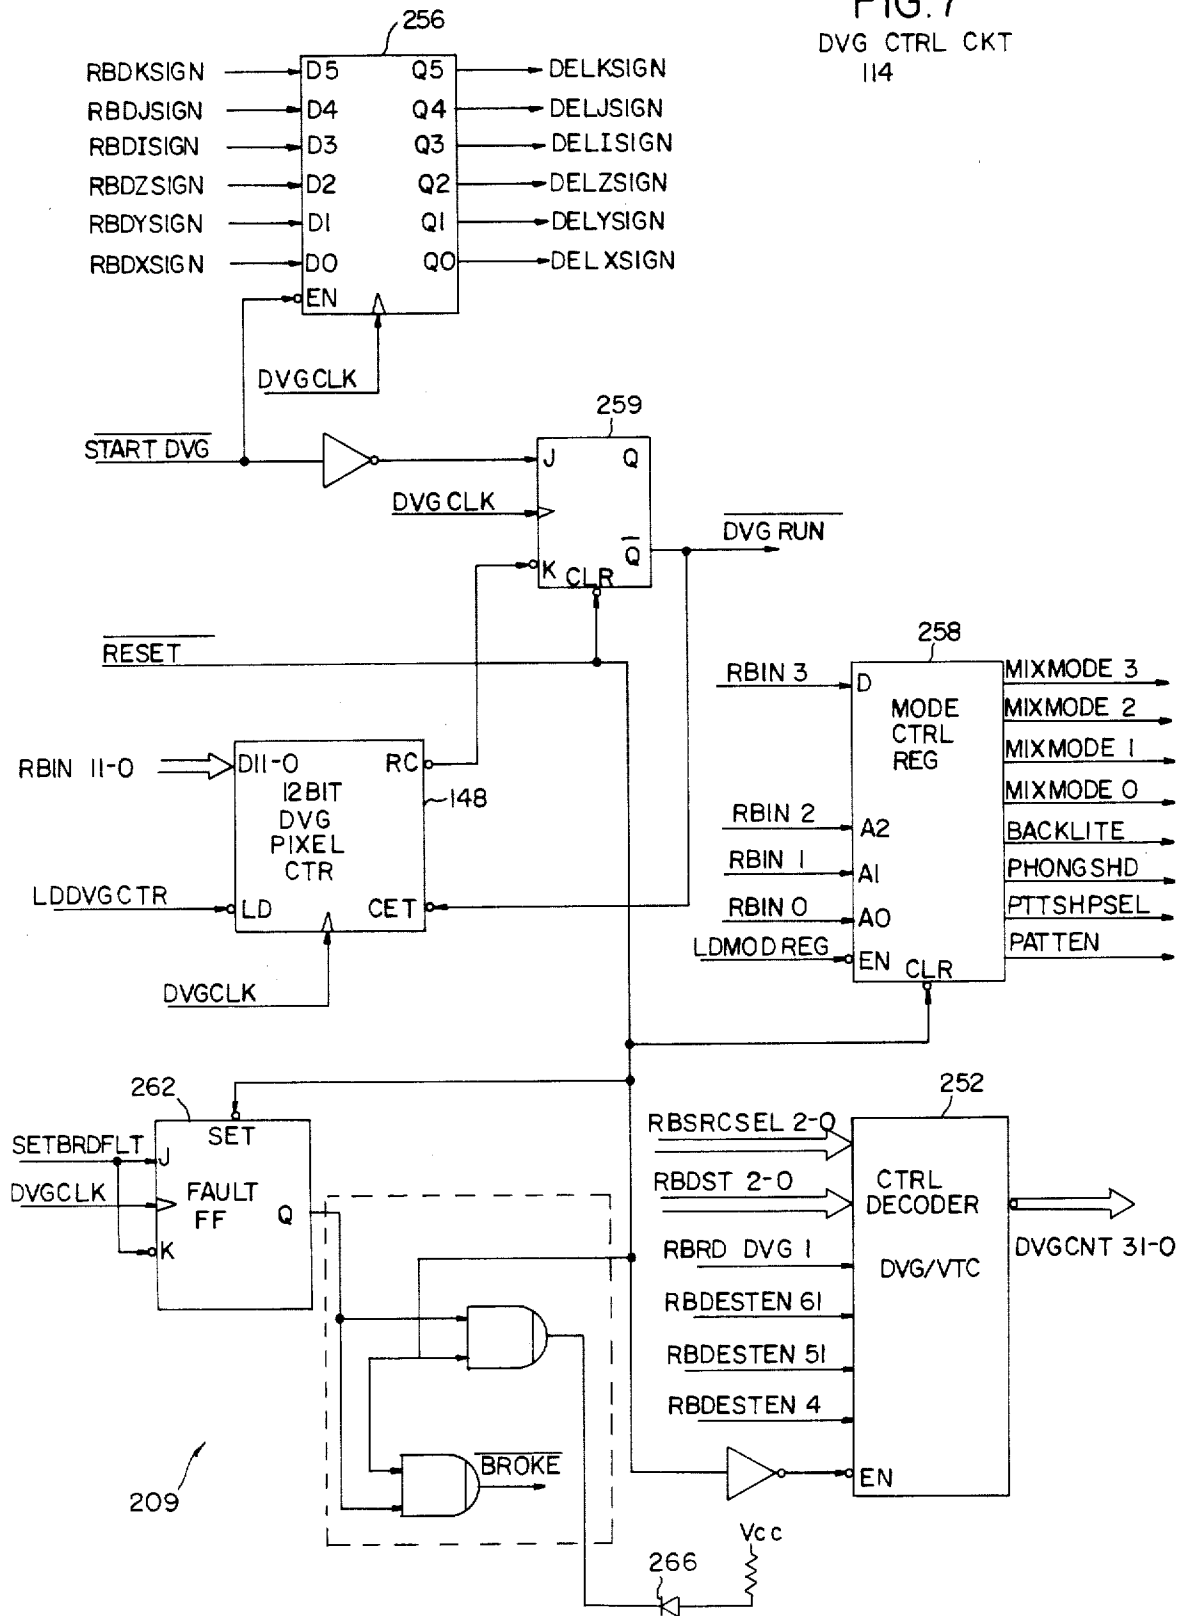 FIG. 7
DVG CTRL CKT
114
256
RBDKSIGN D5 Q5 DELKSIGN
RBDJSIGN D4 Q4 DELJSIGN
RBDISIGN D3 Q3 DELISIGN
RBDZSIGN D2 Q2 DELZSIGN
RBDYSIGN D1 Q1 DELYSIGN
RBDXSIGN D0 Q0 DELXSIGN
EN
DVGCLK
259
START DVG J Q
DVGCLK
DVG RUN
Q
K CLR
RESET
258
RBIN 3 D MIXMODE 3
MODE MIXMODE 2
CTRL
REG MIXMODE 1
MIXMODE 0
RBIN 2 A2 BACKLITE
RBIN 1 A1 PHONGSHD
RBIN 0 A0 PTTSHPSEL
LDMODREG EN CLR PATTEN
RBIN 11-0 D11-0 RC
12BIT 148
DVG
PIXEL
CTR
LDDVGCTR LD CET
DVGCLK
262
SET
SETBRDFLT J
DVGCLK FAULT
FF Q
K
252
RBSRCSEL 2-0
CTRL
RBDST 2-0 DECODER
DVGCNT 31-0
RBRD DVG 1 DVG/VTC
RBDESTEN 61
RBDESTEN 51
RBDESTEN 4
EN
BROKE
209
Vcc
266